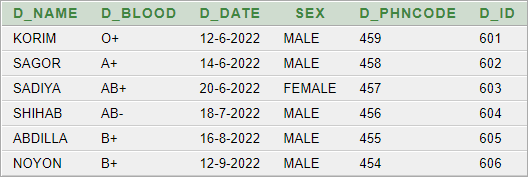 D_NAME D_BLOOD D_DATE SEX D_PHNCODE D_ID
KORIM O+ 12-6-2022 MALE 459 601
SAGOR A+ 14-6-2022 MALE 458 602
SADIYA AB+ 20-6-2022 FEMALE 457 603
SHIHAB AB- 18-7-2022 MALE 456 604
ABDILLA B+ 16-8-2022 MALE 455 605
NOYON B+ 12-9-2022 MALE 454 606